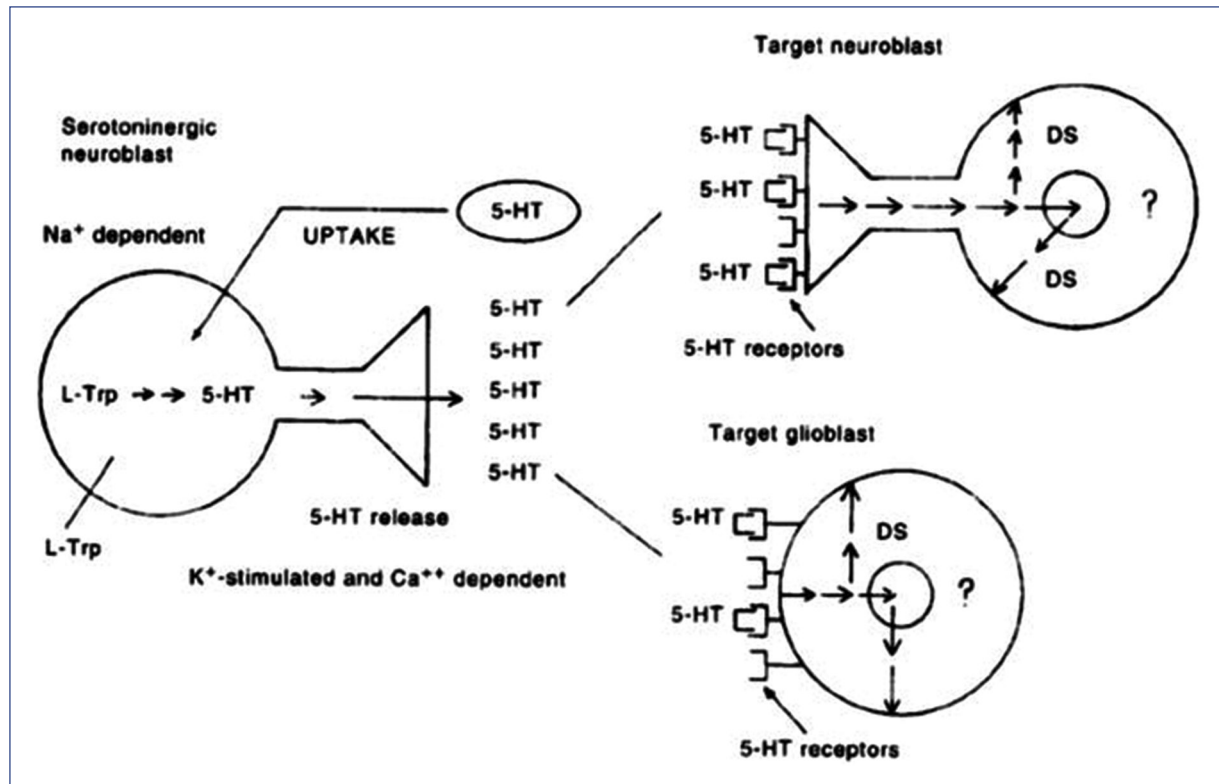 Serotoninergic
neuroblast
Na⁺ dependent
UPTAKE
5-HT
L-Trp 5-HT
L-Trp
5-HT release
K⁺-stimulated and Ca⁺⁺ dependent
5-HT
5-HT
5-HT
5-HT
5-HT
Target neuroblast
5-HT
5-HT
5-HT
DS
?
DS
5-HT receptors
Target glioblast
5-HT
5-HT
DS
?
5-HT receptors